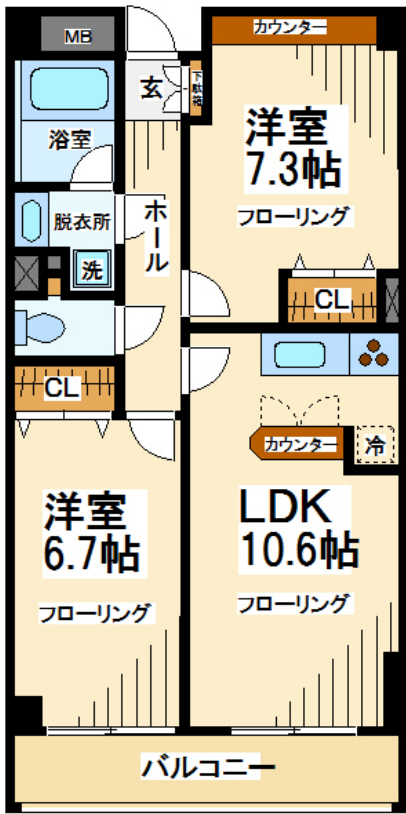 MB
カウンター
玄
下駄箱
洋室
7.3帖
フローリング
浴室
脱衣所
ホール
洗
CL
CL
カウンター
冷
洋室
6.7帖
フローリング
LDK
10.6帖
フローリング
バルコニー